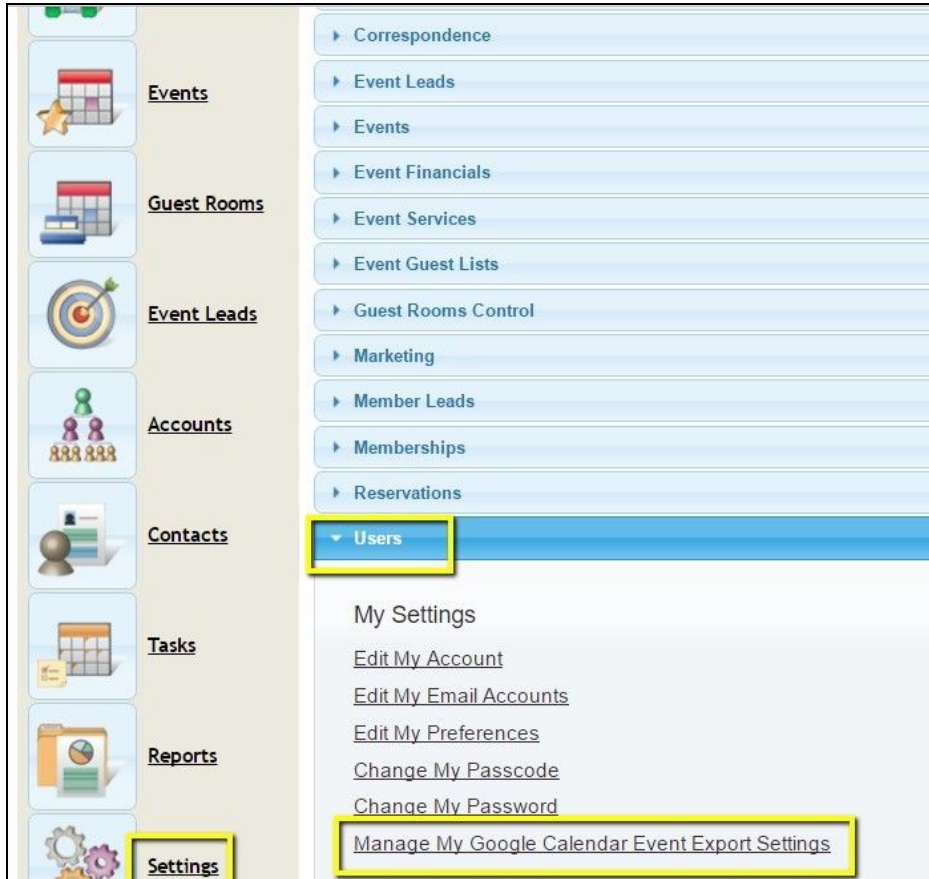 Events
Guest Rooms
Event Leads
Accounts
Contacts
Tasks
Reports
Settings
Correspondence
Event Leads
Events
Event Financials
Event Services
Event Guest Lists
Guest Rooms Control
Marketing
Member Leads
Memberships
Reservations
Users
My Settings
Edit My Account
Edit My Email Accounts
Edit My Preferences
Change My Passcode
Change My Password
Manage My Google Calendar Event Export Settings